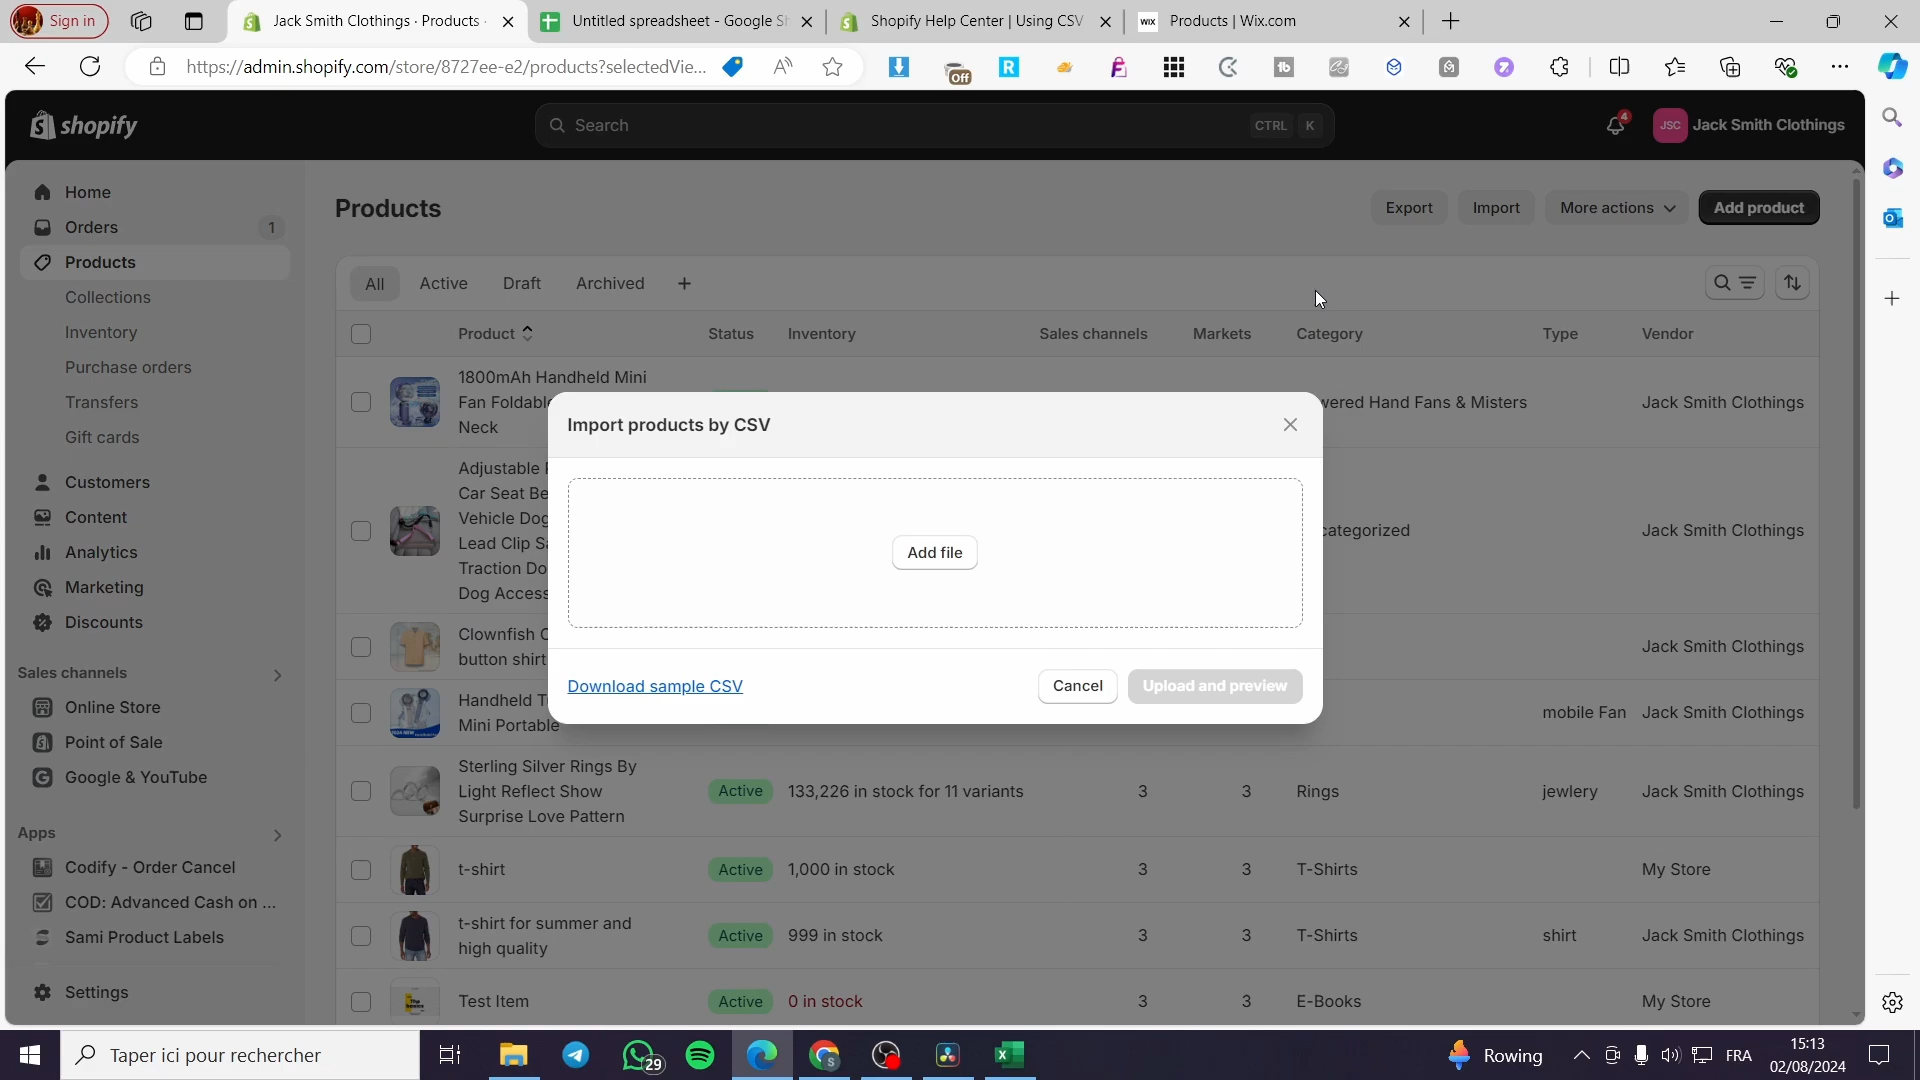 Sign in
Jack Smith Clothings · Products ·
Untitled spreadsheet - Google Sh
Shopify Help Center | Using CSV
WIX
Products | Wix.com
https://admin.shopify.com/store/8727ee-e2/products?selectedVie...
Off
shopify
Search
CTRL K
4
JSC
Jack Smith Clothings
Home
Orders
1
Products
Collections
Inventory
Purchase orders
Transfers
Gift cards
Customers
Content
Analytics
Marketing
Discounts
Sales channels
Online Store
Point of Sale
Google & YouTube
Apps
Codify - Order Cancel
COD: Advanced Cash on ...
Sami Product Labels
Settings
Products
Export
Import
More actions
Add product
All
Active
Draft
Archived
Product
Status
Inventory
Sales channels
Markets
Category
Type
Vendor
1800mAh Handheld Mini
Fan Foldable
Neck
wered Hand Fans & Misters
Jack Smith Clothings
Adjustable
Car Seat Be
Vehicle Dog
Lead Clip Sa
Traction Do
Dog Access
categorized
Jack Smith Clothings
Clownfish
button shirt
Jack Smith Clothings
Handheld
Mini Portable
mobile Fan
Jack Smith Clothings
Sterling Silver Rings By
Light Reflect Show
Surprise Love Pattern
Active
133,226 in stock for 11 variants
3
3
Rings
jewlery
Jack Smith Clothings
t-shirt
Active
1,000 in stock
3
3
T-Shirts
My Store
t-shirt for summer and
high quality
Active
999 in stock
3
3
T-Shirts
shirt
Jack Smith Clothings
Test Item
Active
0 in stock
3
3
E-Books
My Store
Import products by CSV
Add file
Download sample CSV
Cancel
Upload and preview
Taper ici pour rechercher
29
Rowing
FRA
15:13
02/08/2024